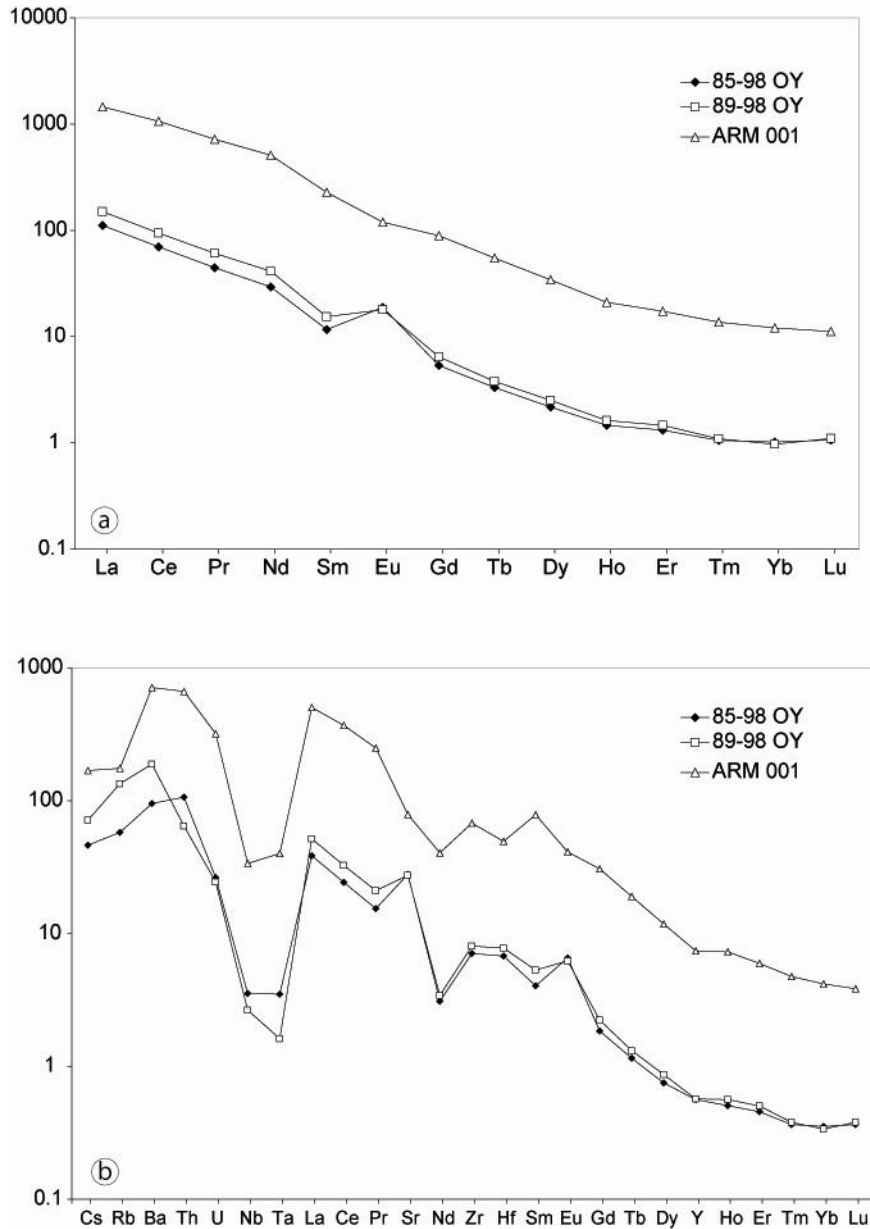 10000
1000
100
10
1
0.1
85-98 OY
89-98 OY
ARM 001
a
La Ce Pr Nd Sm Eu Gd Tb Dy Ho Er Tm Yb Lu
1000
100
10
1
0.1
85-98 OY
89-98 OY
ARM 001
b
Cs Rb Ba Th U Nb Ta La Ce Pr Sr Nd Zr Hf Sm Eu Gd Tb Dy Y Ho Er Tm Yb Lu